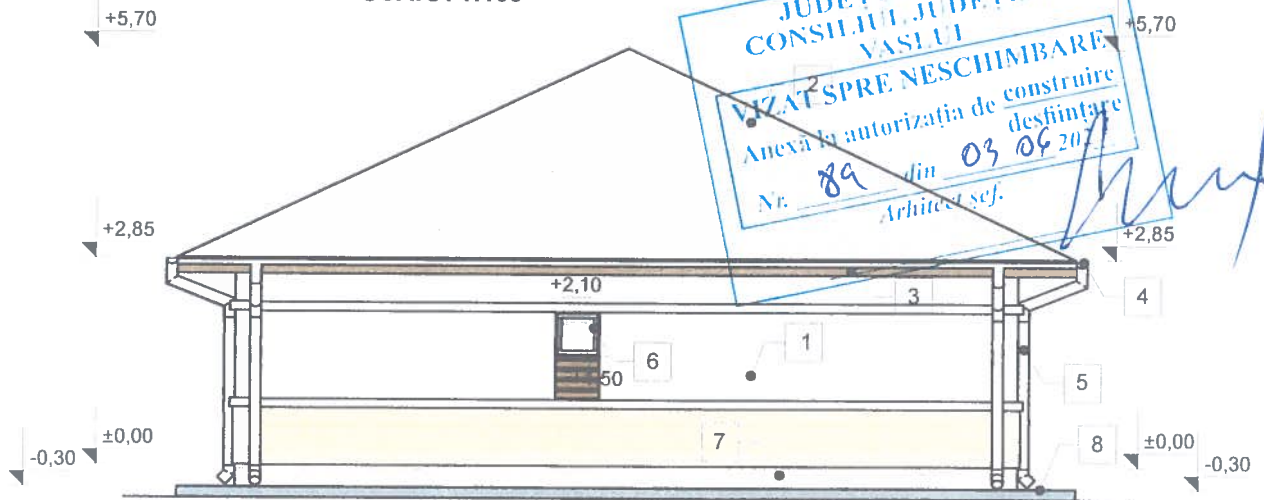 +5,70
+5,70
CONSILIUL JUDEȚ
VASLUI
VIZAT SPRE NESCHIMBARE
Anexă la autorizația de construire
desființare
Nr. 89 din 03 06 20
Arhitect șef.
2
+2,85
+2,85
+2,10
3
4
6
1
50
5
7
8
±0,00
-0,30
±0,00
-0,30